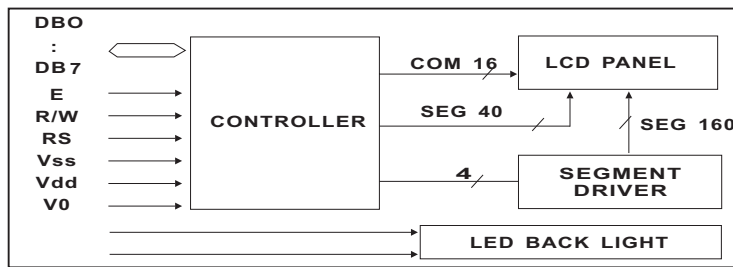 DBO
:
DB7
E
R/W
RS
Vss
Vdd
V0
CONTROLLER
COM 16
SEG 40
4
LCD PANEL
SEG 160
SEGMENT
DRIVER
LED BACK LIGHT